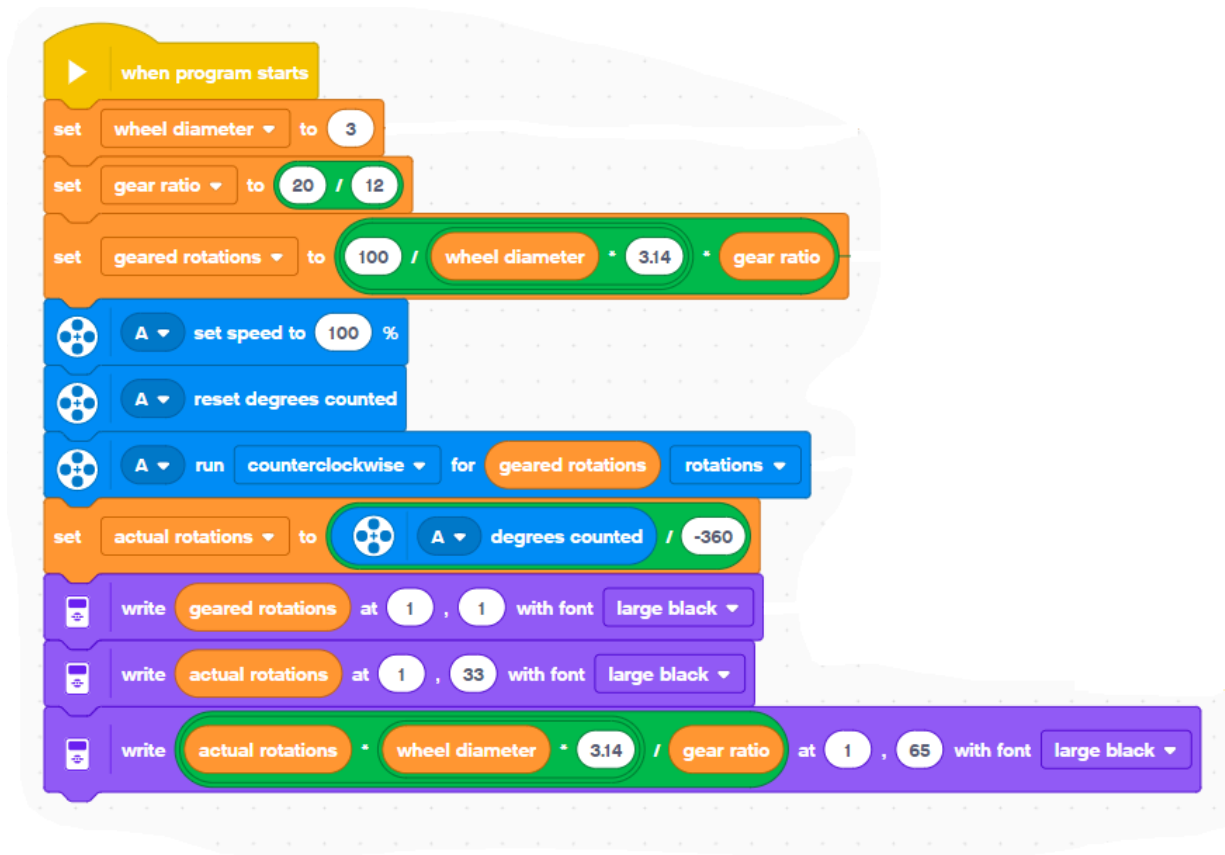 when program starts
set wheel diameter to 3
set gear ratio to 20 / 12
set geared rotations to 100 / wheel diameter * 3.14 * gear ratio
A set speed to 100 %
A reset degrees counted
A run counterclockwise for geared rotations rotations
set actual rotations to A degrees counted / -360
write geared rotations at 1 , 1 with font large black
write actual rotations at 1 , 33 with font large black
write actual rotations * wheel diameter * 3.14 / gear ratio at 1 , 65 with font large black